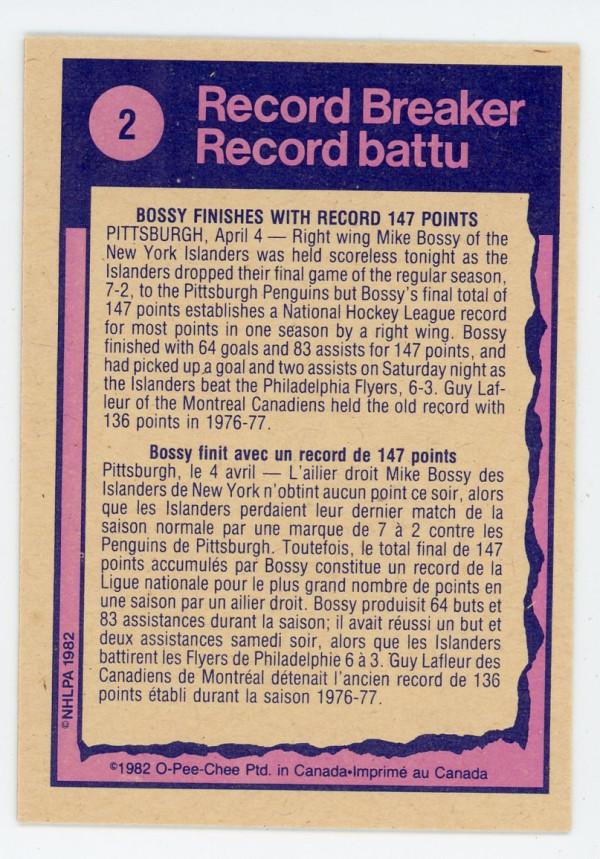 2
Record Breaker
Record battu
BOSSY FINISHES WITH RECORD 147 POINTS
PITTSBURGH, April 4 — Right wing Mike Bossy of the
New York Islanders was held scoreless tonight as the
Islanders dropped their final game of the regular season,
7-2, to the Pittsburgh Penguins but Bossy's final total of
147 points establishes a National Hockey League record
for most points in one season by a right wing. Bossy
finished with 64 goals and 83 assists for 147 points, and
had picked up a goal and two assists on Saturday night as
the Islanders beat the Philadelphia Flyers, 6-3. Guy Laf-
leur of the Montreal Canadiens held the old record with
136 points in 1976-77.
Bossy finit avec un record de 147 points
Pittsburgh, le 4 avril — L'ailier droit Mike Bossy des
Islanders de New York n'obtint aucun point ce soir, alors
que les Islanders perdaient leur dernier match de la
saison normale par une marque de 7 à 2 contre les
Penguins de Pittsburgh. Toutefois, le total final de 147
points accumulés par Bossy constitue un record de la
Ligue nationale pour le plus grand nombre de points en
une saison par un ailier droit. Bossy produisit 64 buts et
83 assistances durant la saison; il avait réussi un but et
deux assistances samedi soir, alors que les Islanders
battirent les Flyers de Philadelphie 6 à 3. Guy Lafleur des
Canadiens de Montréal détenait l'ancien record de 136
points établi durant la saison 1976-77.
©NHLPA 1982
©1982 O-Pee-Chee Ptd. in Canada•Imprimé au Canada